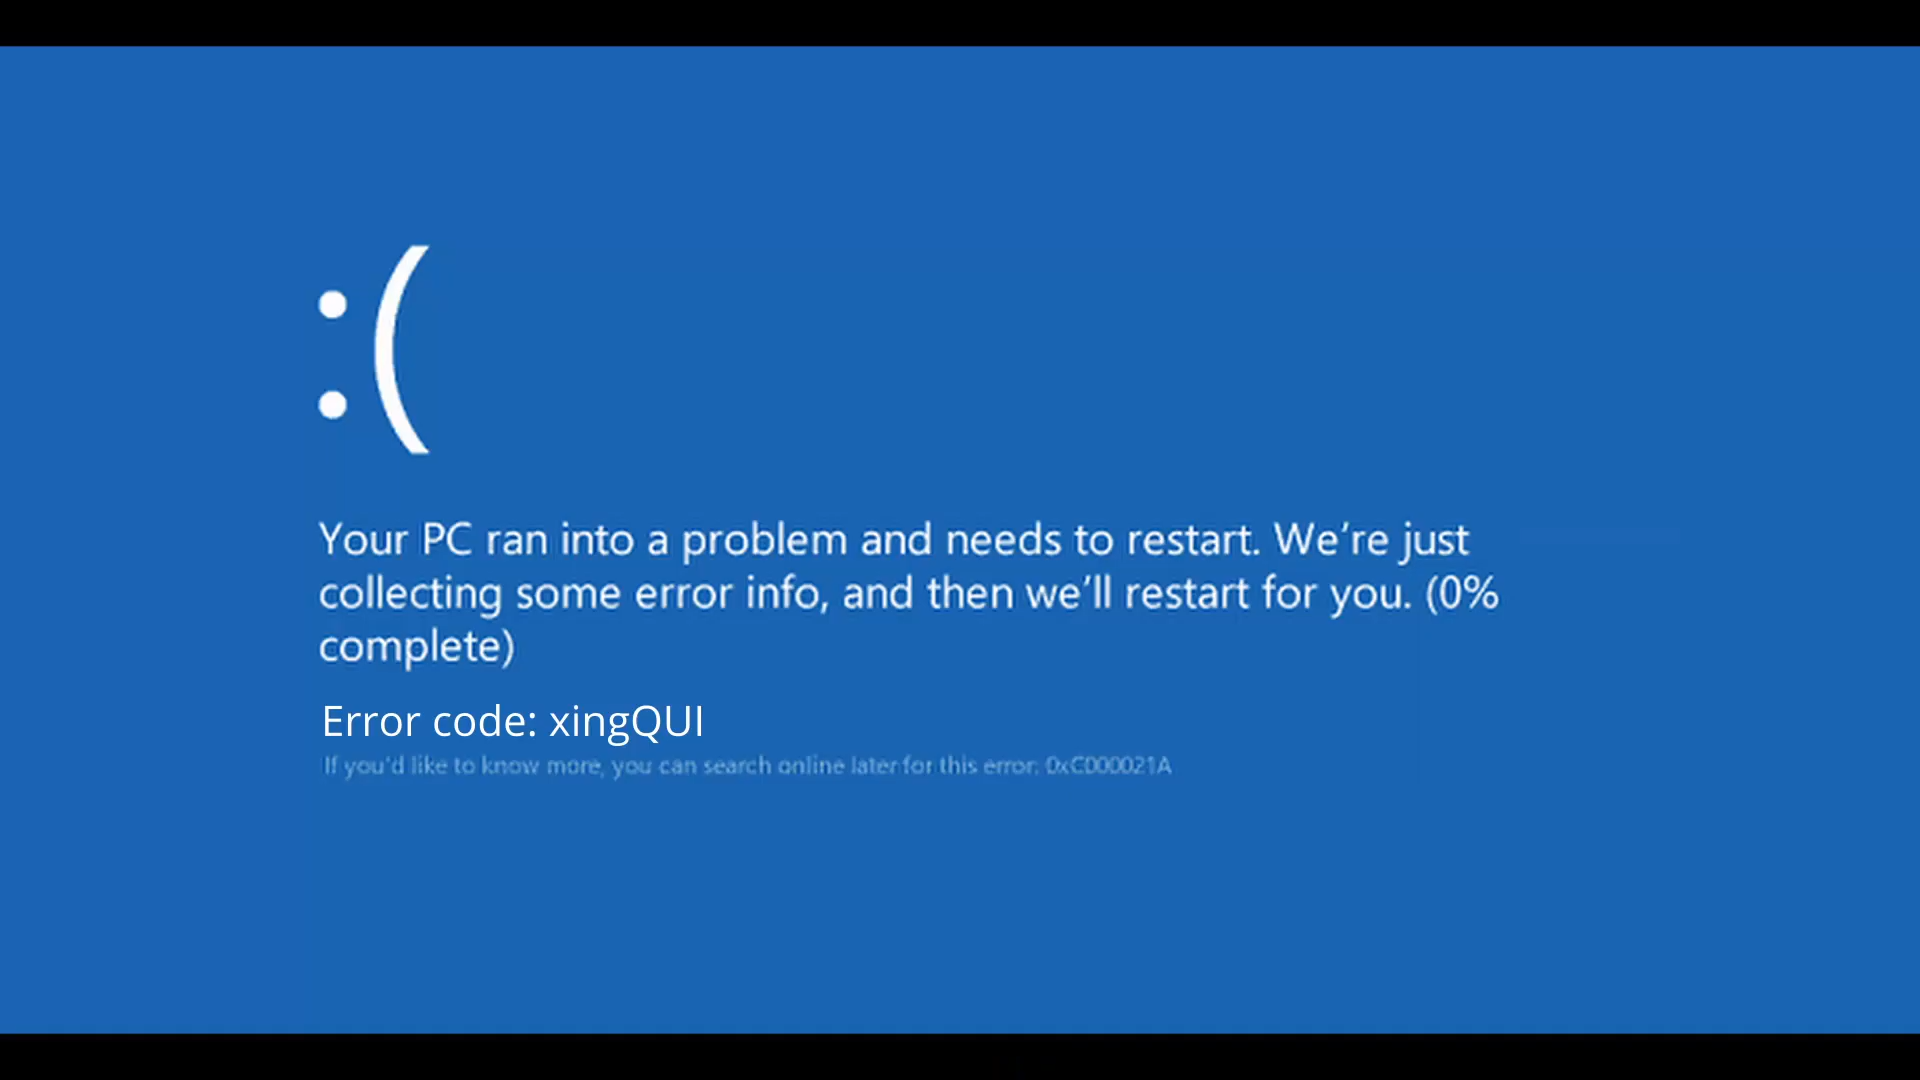 :(
Your PC ran into a problem and needs to restart. We’re just
collecting some error info, and then we’ll restart for you. (0%
complete)
Error code: xingQUI
If you'd like to know more, you can search online later for this error: 0xC000021A